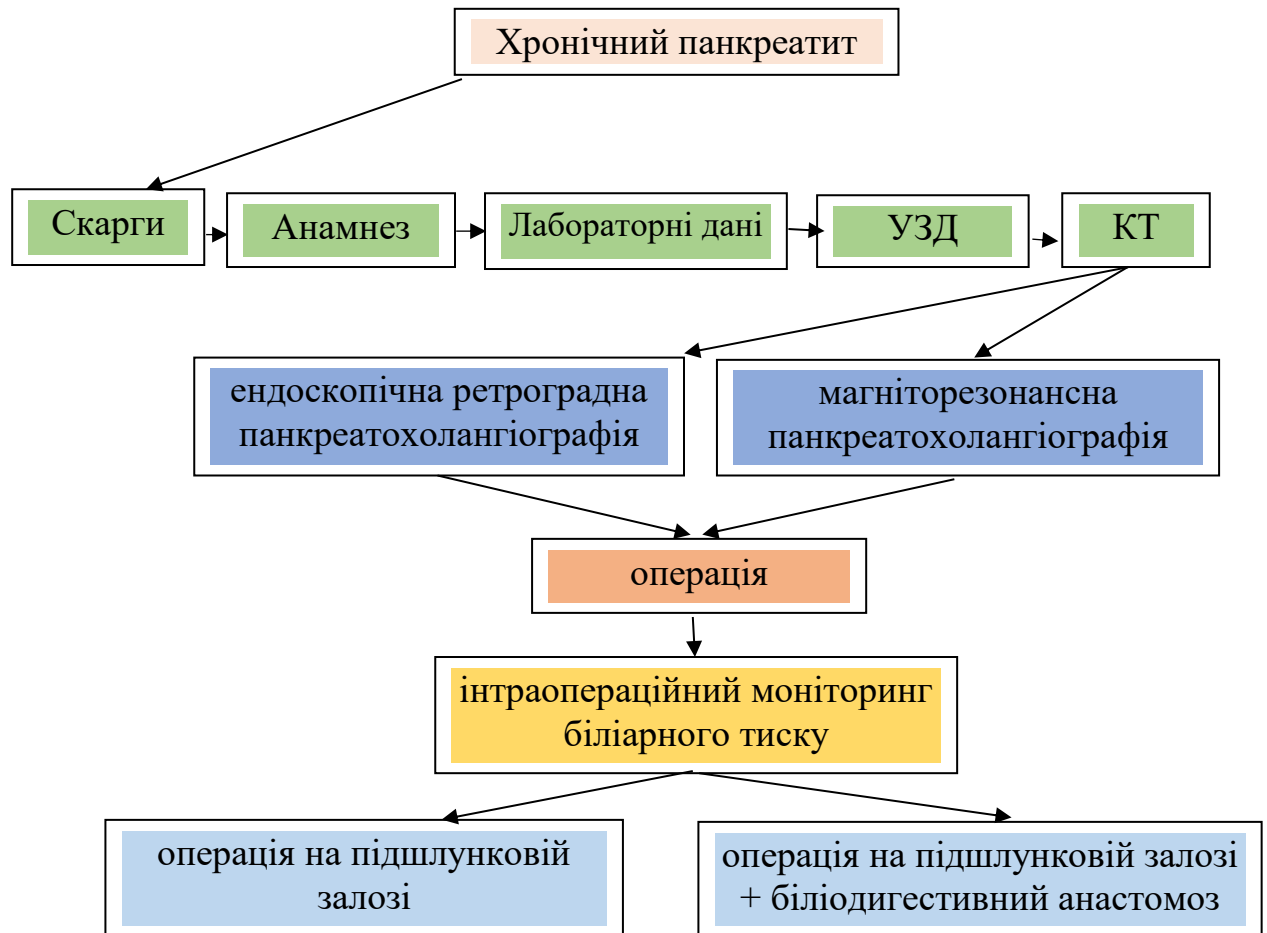 Хронічний панкреатит
Скарги
Анамнез
Лабораторні дані
УЗД
КТ
ендоскопічна ретроградна
панкреатохолангіографія
магніторезонансна
панкреатохолангіографія
операція
інтраопераційний моніторинг
біліарного тиску
операція на підшлунковій
залозі
операція на підшлунковій залозі
+ біліодигестивний анастомоз